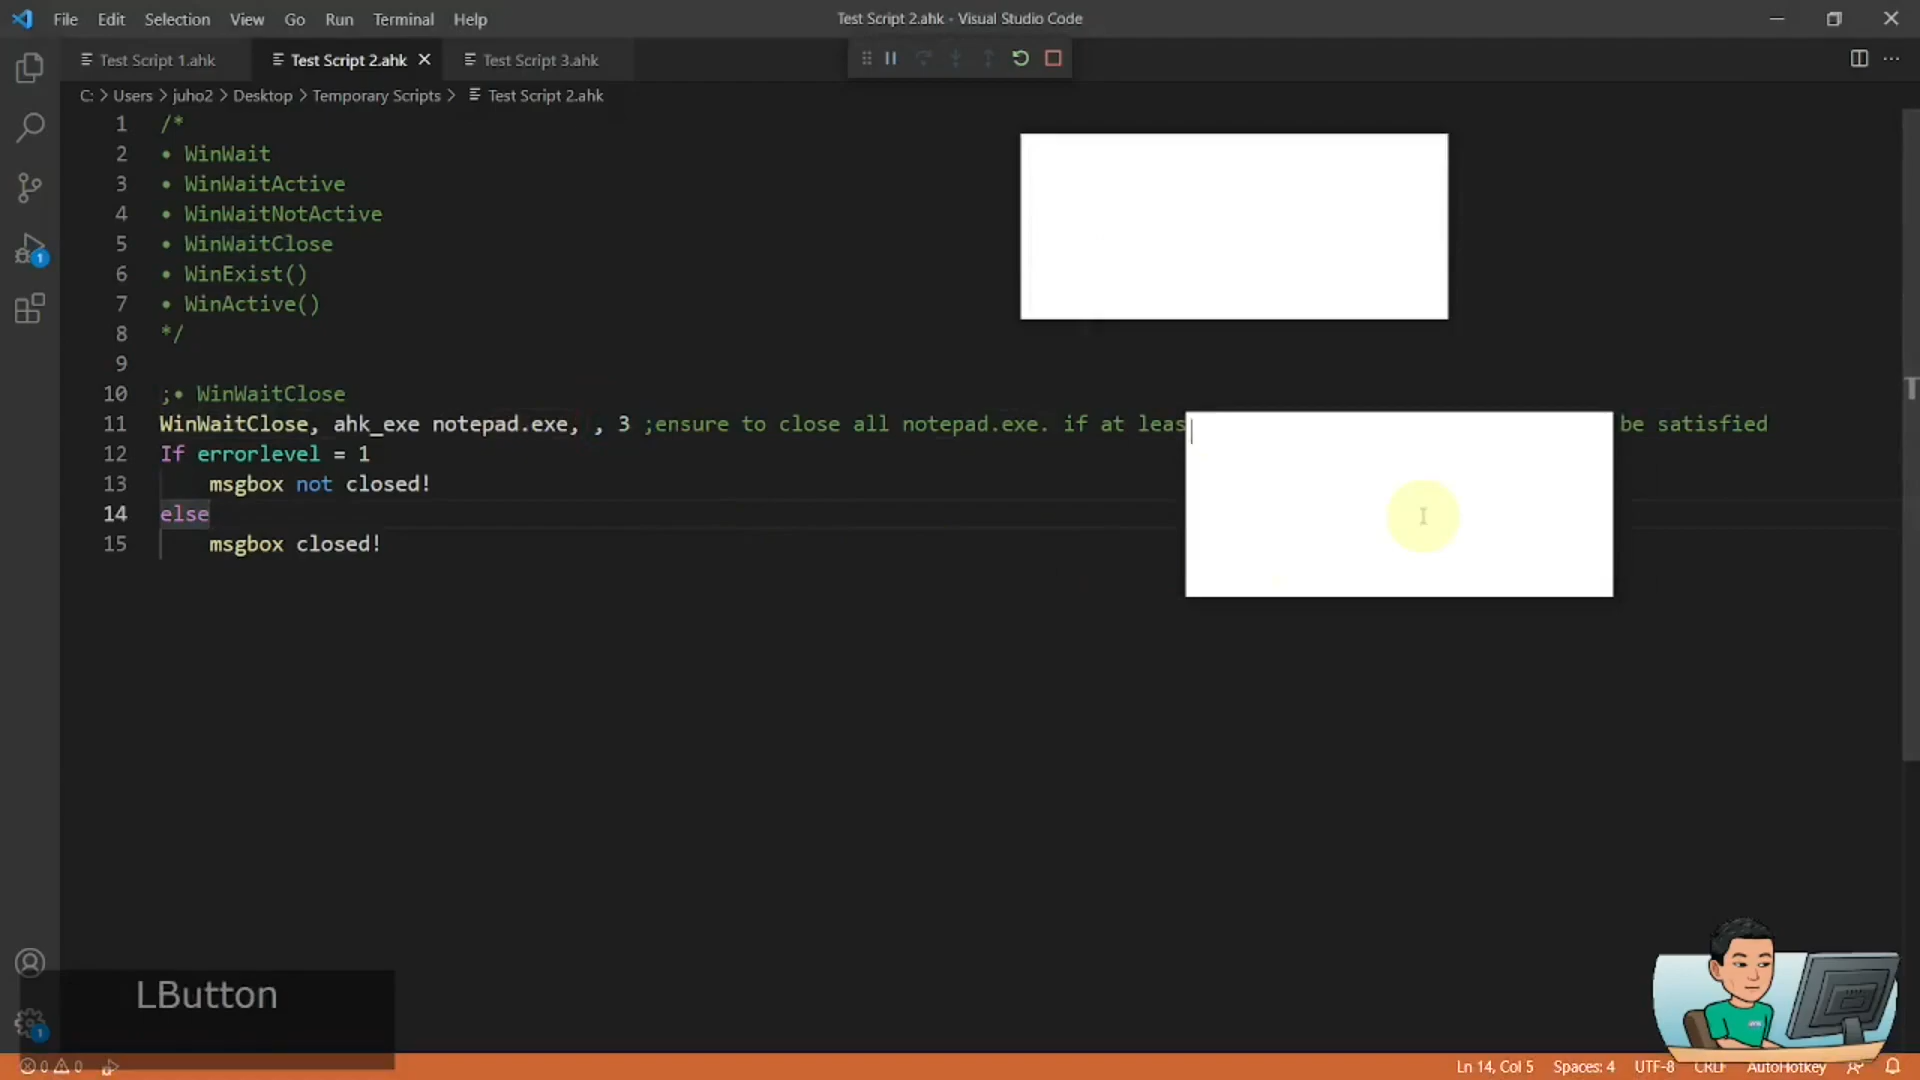 File Edit Selection View Go Run Terminal Help
Test Script 2.ahk - Visual Studio Code
Test Script 1.ahk
Test Script 2.ahk
Test Script 3.ahk
C: > Users > juho2 > Desktop > Temporary Scripts > Test Script 2.ahk
1 /*
2 • WinWait
3 • WinWaitActive
4 • WinWaitNotActive
5 • WinWaitClose
6 • WinExist()
7 • WinActive()
8 */
9
10 ;• WinWaitClose
11 WinWaitClose, ahk_exe notepad.exe, , 3 ;ensure to close all notepad.exe. if at leas be satisfied
12 If errorlevel = 1
13 msgbox not closed!
14 else
15 msgbox closed!
1
LButton
1
0 0
Ln 14, Col 5 Spaces: 4 UTF-8 CRLF AutoHotkey